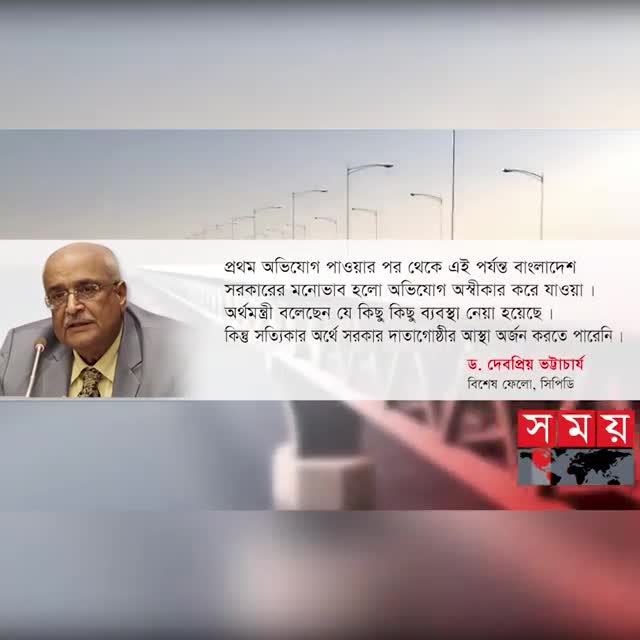 প্রথম অভিযোগ পাওয়ার পর থেকে এই পর্যন্ত বাংলাদেশ
সরকারের মনোভাব হলো অভিযোগ অস্বীকার করে যাওয়া ।
অর্থমন্ত্রী বলেছেন যে কিছু কিছু ব্যবস্থা নেয়া হয়েছে ।
কিন্তু সত্যিকার অর্থে সরকার দাতাগোষ্ঠীর আস্থা অর্জন করতে পারেনি ।
ড. দেবপ্রিয় ভট্টাচার্য
বিশেষ ফেলো, সিপিডি
সময়